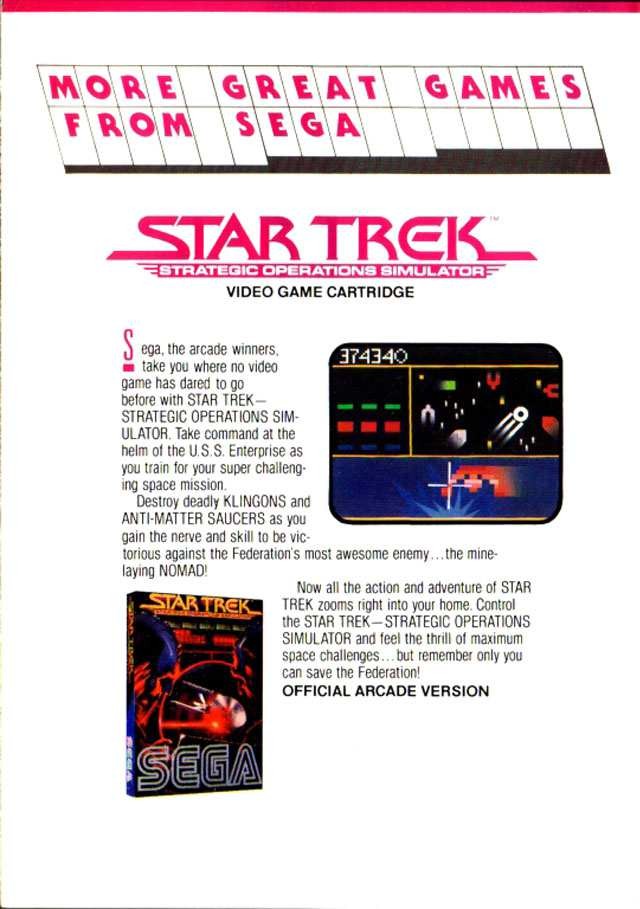 MORE GREAT GAMES
FROM SEGA
STAR TREK™
STRATEGIC OPERATIONS SIMULATOR
VIDEO GAME CARTRIDGE
Sega, the arcade winners,
take you where no video
game has dared to go
before with STAR TREK—
STRATEGIC OPERATIONS SIM-
ULATOR. Take command at the
helm of the U.S.S. Enterprise as
you train for your super challeng-
ing space mission.
Destroy deadly KLINGONS and
ANTI-MATTER SAUCERS as you
gain the nerve and skill to be vic-
torious against the Federation's most awesome enemy...the mine-
laying NOMAD!
374340
Now all the action and adventure of STAR
TREK zooms right into your home. Control
the STAR TREK—STRATEGIC OPERATIONS
SIMULATOR and feel the thrill of maximum
space challenges...but remember only you
can save the Federation!
OFFICIAL ARCADE VERSION
STAR TREK
SEGA
STAR TREK
SEGA